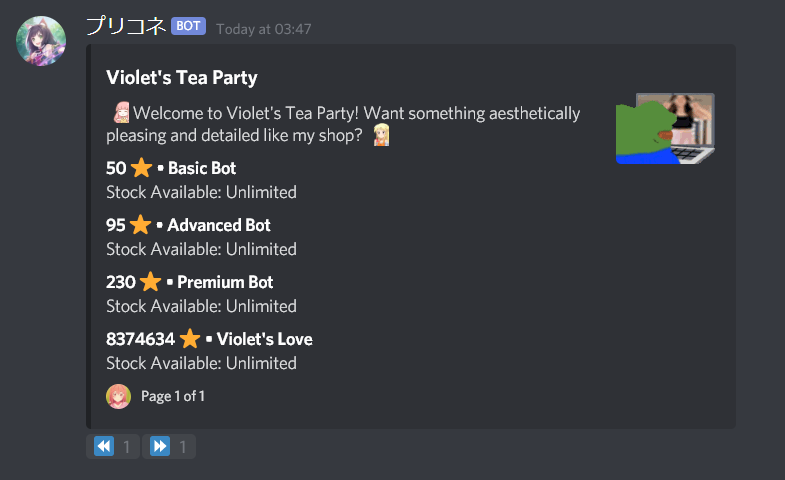 プリコネ BOT Today at 03:47
Violet's Tea Party
Welcome to Violet's Tea Party! Want something aesthetically
pleasing and detailed like my shop?
50 ⭐ • Basic Bot
Stock Available: Unlimited
95 ⭐ • Advanced Bot
Stock Available: Unlimited
230 ⭐ • Premium Bot
Stock Available: Unlimited
8374634 ⭐ • Violet's Love
Stock Available: Unlimited
Page 1 of 1
⏪ 1 ⏩ 1